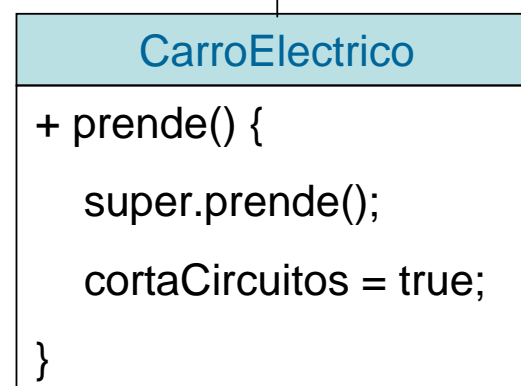 CarroElectrico
+ prende() {
super.prende();
cortaCircuitos = true;
}